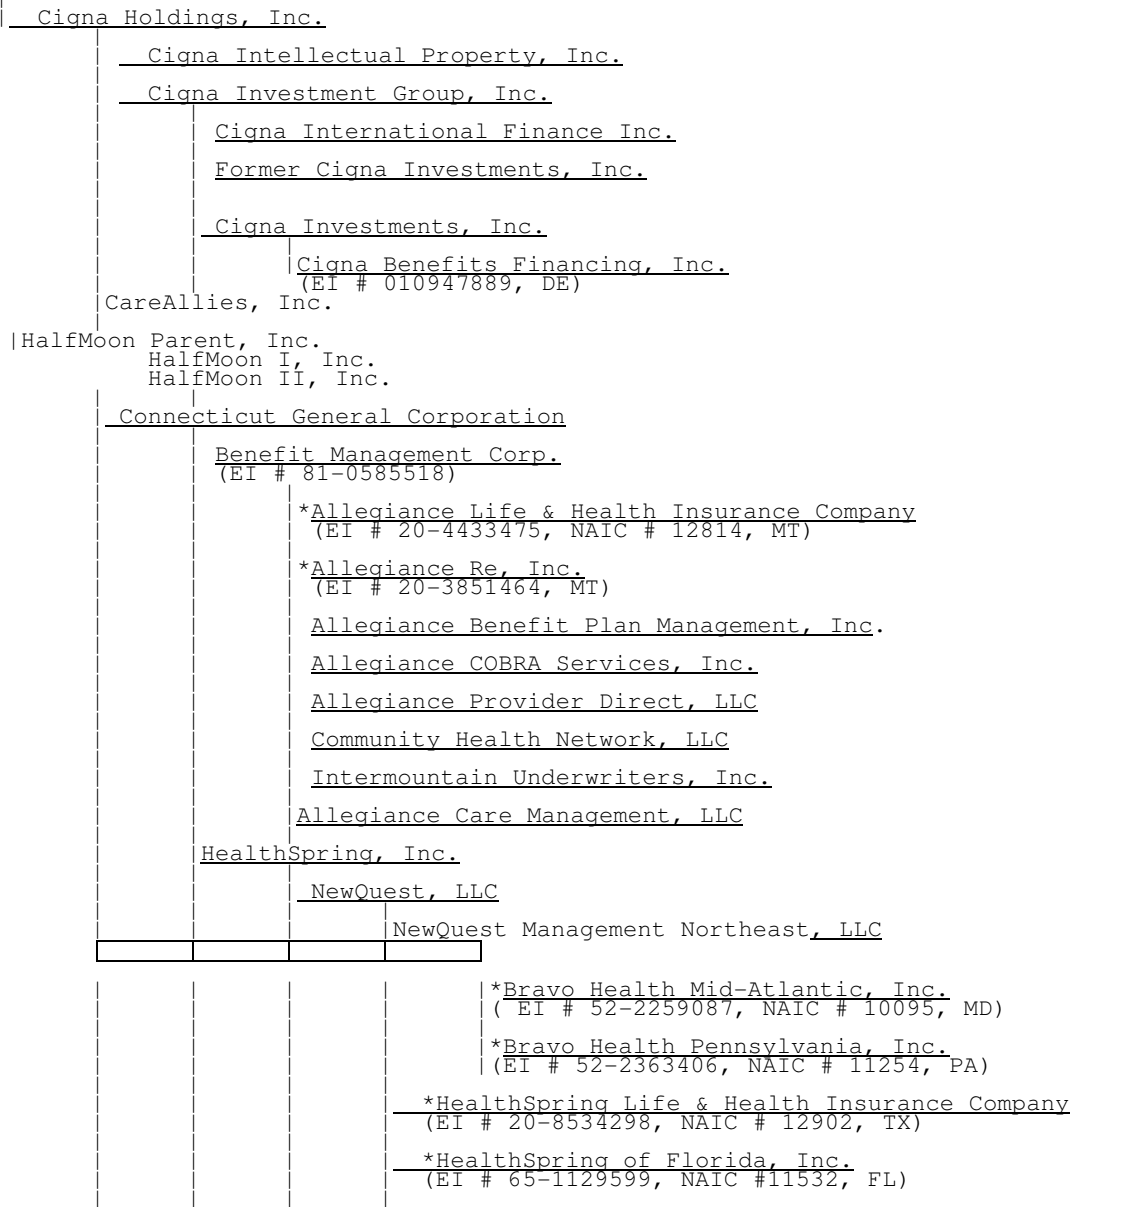 Cigna Holdings, Inc.
Cigna Intellectual Property, Inc.
Cigna Investment Group, Inc.
Cigna International Finance Inc.
Former Cigna Investments, Inc.
Cigna Investments, Inc.
Cigna Benefits Financing, Inc.
(EI # 010947889, DE)
CareAllies, Inc.
HalfMoon Parent, Inc.
HalfMoon I, Inc.
HalfMoon II, Inc.
Connecticut General Corporation
Benefit Management Corp.
(EI # 81-0585518)
*Allegiance Life & Health Insurance Company
(EI # 20-4433475, NAIC # 12814, MT)
*Allegiance Re, Inc.
(EI # 20-3851464, MT)
Allegiance Benefit Plan Management, Inc.
Allegiance COBRA Services, Inc.
Allegiance Provider Direct, LLC
Community Health Network, LLC
Intermountain Underwriters, Inc.
Allegiance Care Management, LLC
HealthSpring, Inc.
NewQuest, LLC
NewQuest Management Northeast, LLC
*Bravo Health Mid-Atlantic, Inc.
( EI # 52-2259087, NAIC # 10095, MD)
*Bravo Health Pennsylvania, Inc.
(EI # 52-2363406, NAIC # 11254, PA)
*HealthSpring Life & Health Insurance Company
(EI # 20-8534298, NAIC # 12902, TX)
*HealthSpring of Florida, Inc.
(EI # 65-1129599, NAIC #11532, FL)